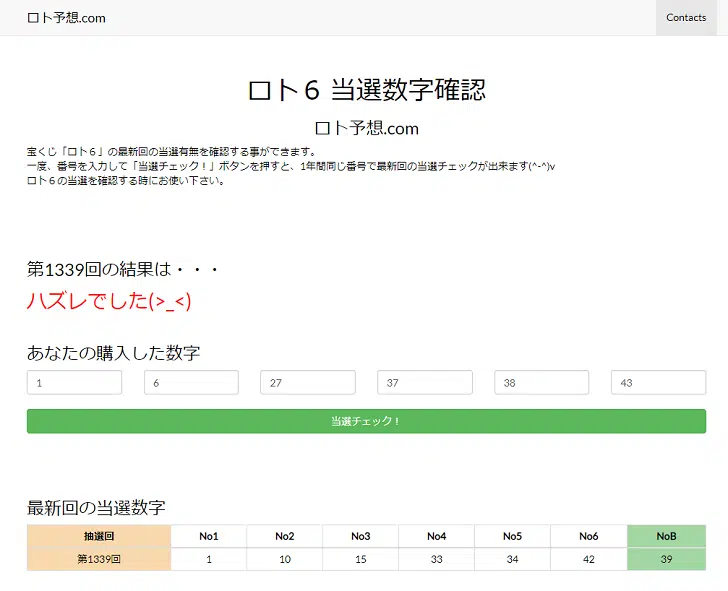 ロト予想.com
Contacts
ロト６ 当選数字確認
ロト予想.com
宝くじ「ロト６」の最新回の当選有無を確認する事ができます。
一度、番号を入力して「当選チェック！」ボタンを押すと、1年間同じ番号で最新回の当選チェックが出来ます(^-^)v
ロト６の当選を確認する時にお使い下さい。
第1339回の結果は・・・
ハズレでした(>_<)
あなたの購入した数字
1 6 27 37 38 43
当選チェック！
最新回の当選数字
抽選回 No1 No2 No3 No4 No5 No6 NoB
第1339回 1 10 15 33 34 42 39